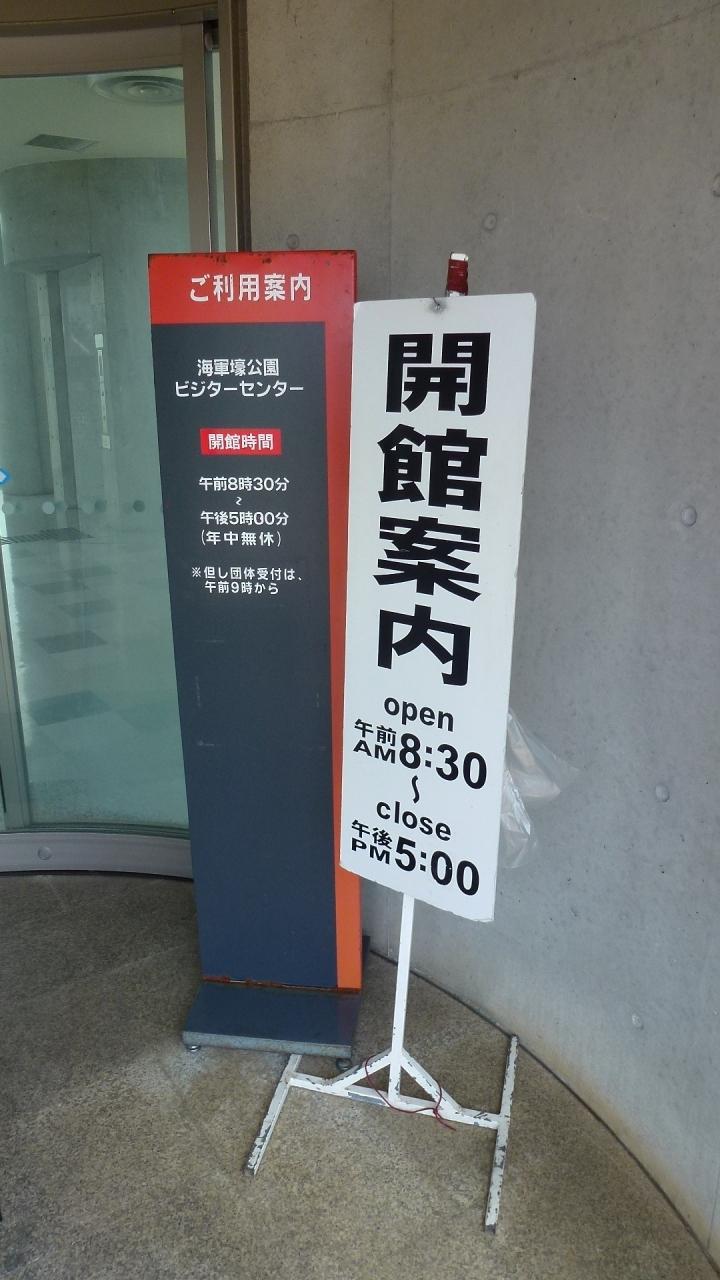 ご利用案内
海軍壕公園
ビジターセンター
開館時間
午前8時30分
〜
午後5時00分
(年中無休)
※但し団体受付は、
午前9時から
開館案内
open
午前
AM 8:30
〜
close
午後
PM 5:00